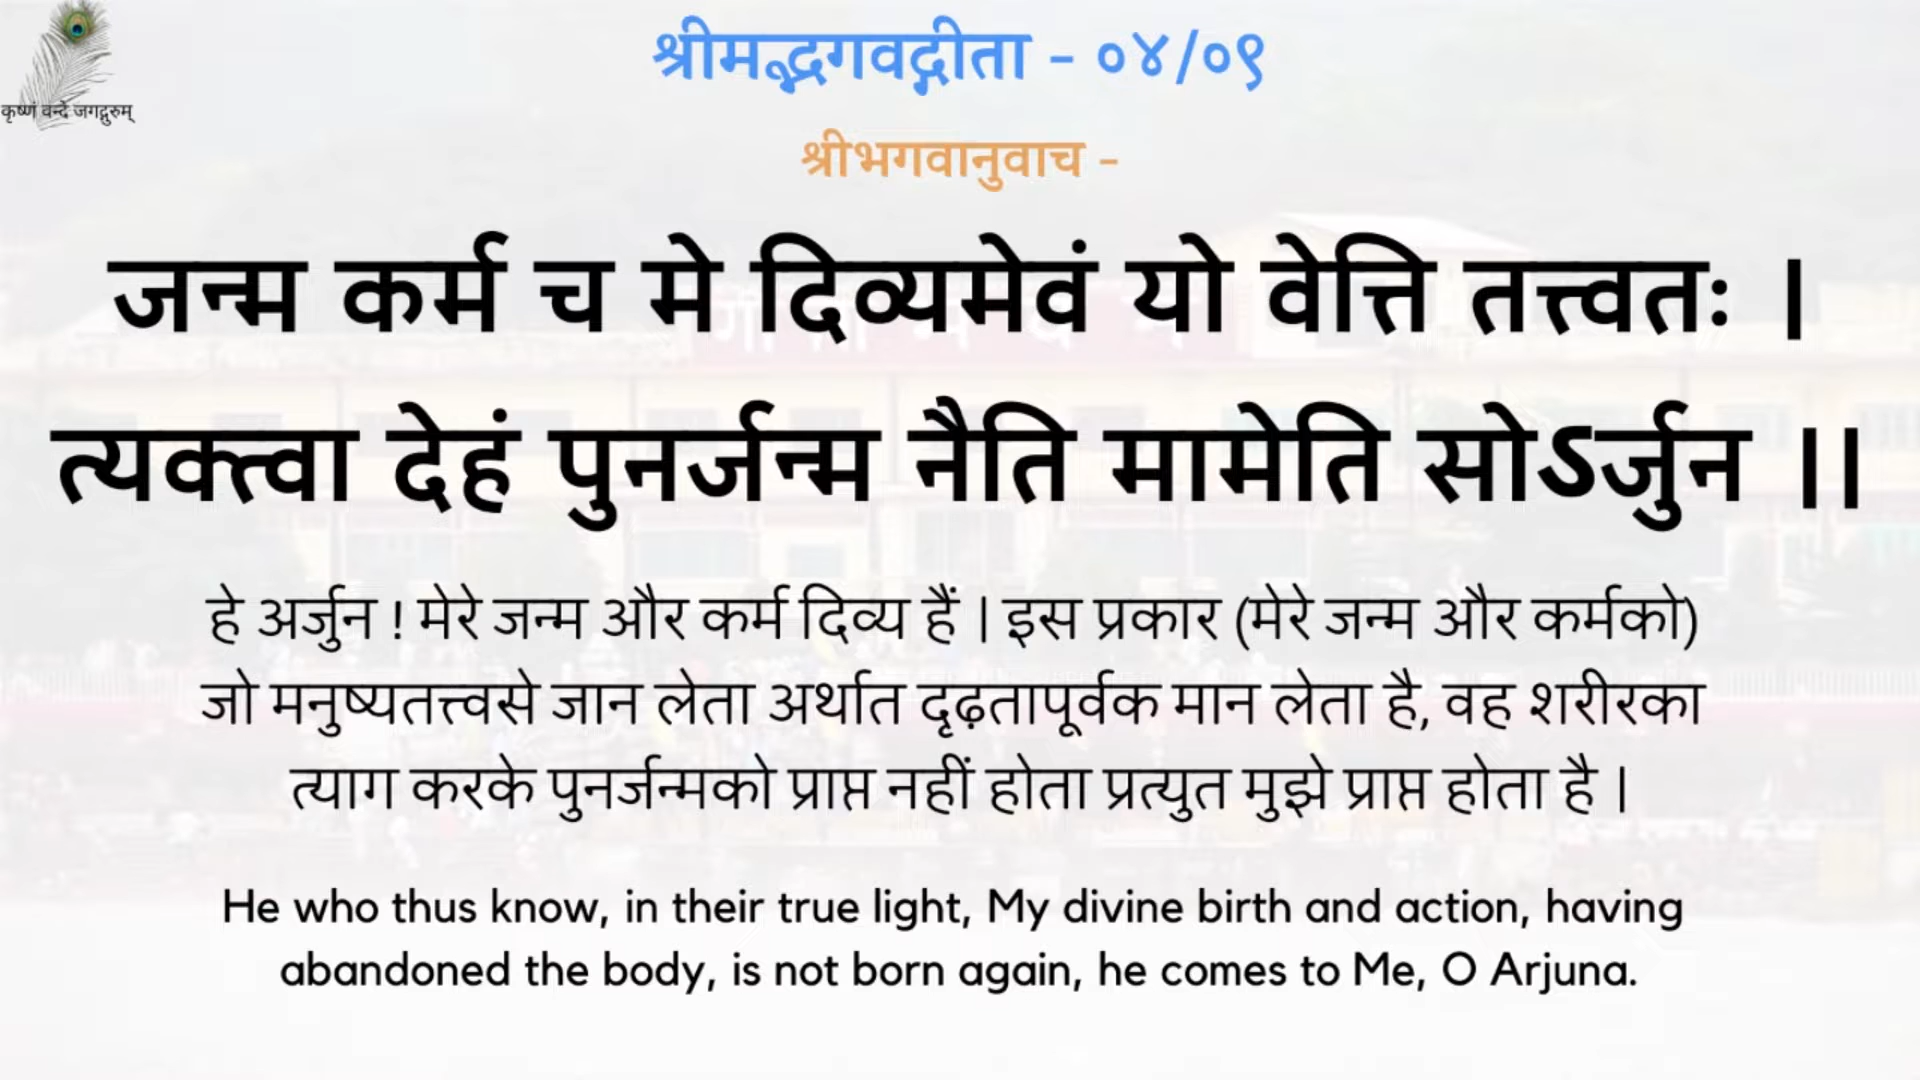 कृष्णं वन्दे जगद्गुरुम्
श्रीमद्भगवद्गीता - ०४/०९
श्रीभगवानुवाच -
जन्म कर्म च मे दिव्यमेवं यो वेत्ति तत्त्वतः |
त्यक्त्वा देहं पुनर्जन्म नैति मामेति सोऽर्जुन ||
हे अर्जुन ! मेरे जन्म और कर्म दिव्य हैं | इस प्रकार (मेरे जन्म और कर्मको)
जो मनुष्यतत्त्वसे जान लेता अर्थात दृढ़तापूर्वक मान लेता है, वह शरीरका
त्याग करके पुनर्जन्मको प्राप्त नहीं होता प्रत्युत मुझे प्राप्त होता है |
He who thus know, in their true light, My divine birth and action, having
abandoned the body, is not born again, he comes to Me, O Arjuna.